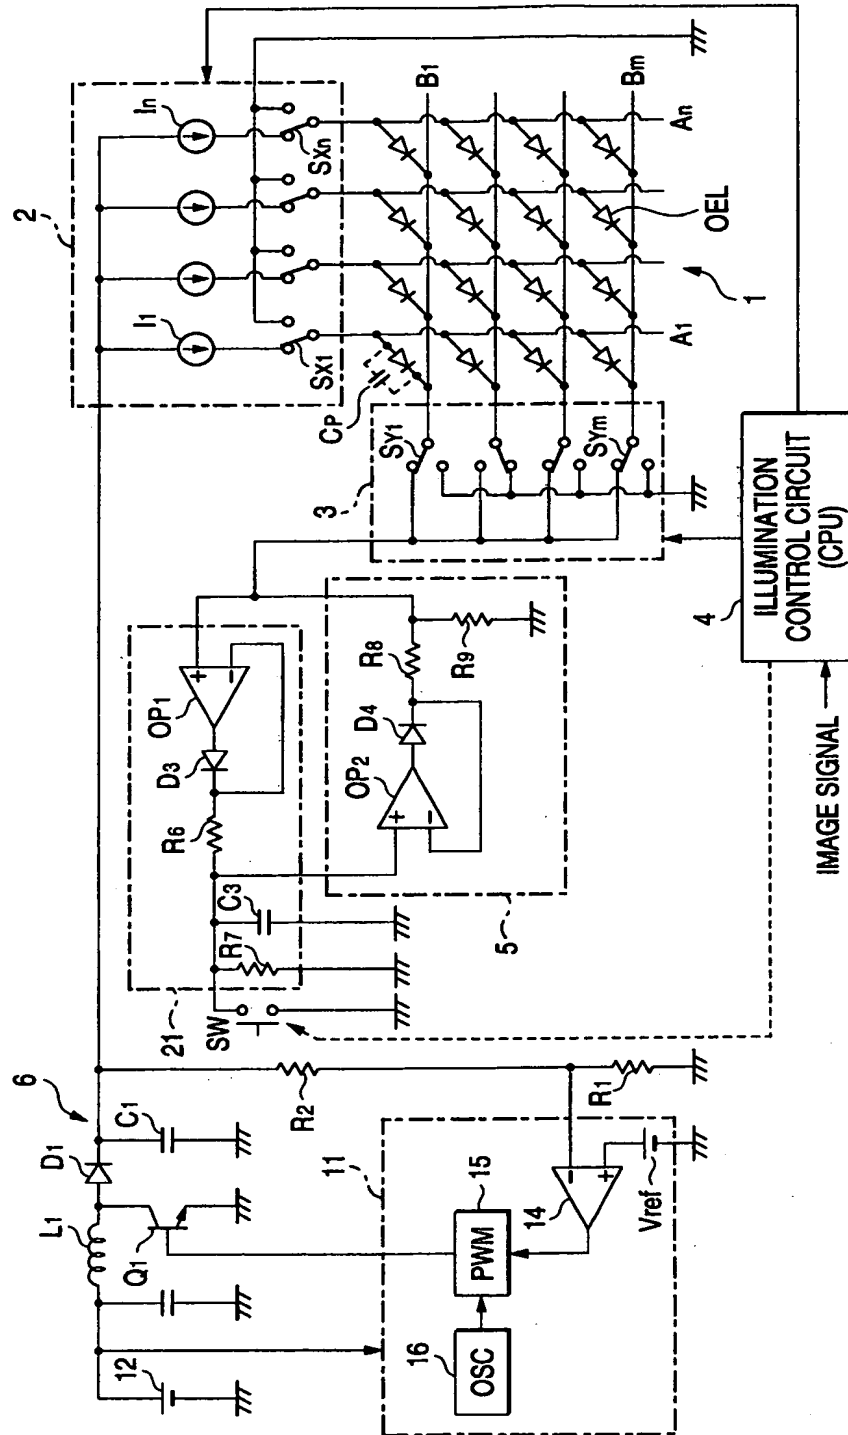 6
12
L1
D1
C1
Q1
R2
R1
11
16
OSC
15
PWM
14
Vref
21
SW
R7
C3
R6
D3
OP1
5
OP2
D4
R8
R9
2
I1
In
SX1
SXn
3
SY1
SYm
CP
B1
Bm
A1
An
OEL
1
4
ILLUMINATION
CONTROL CIRCUIT
(CPU)
IMAGE SIGNAL
+
−
+
−
−
+